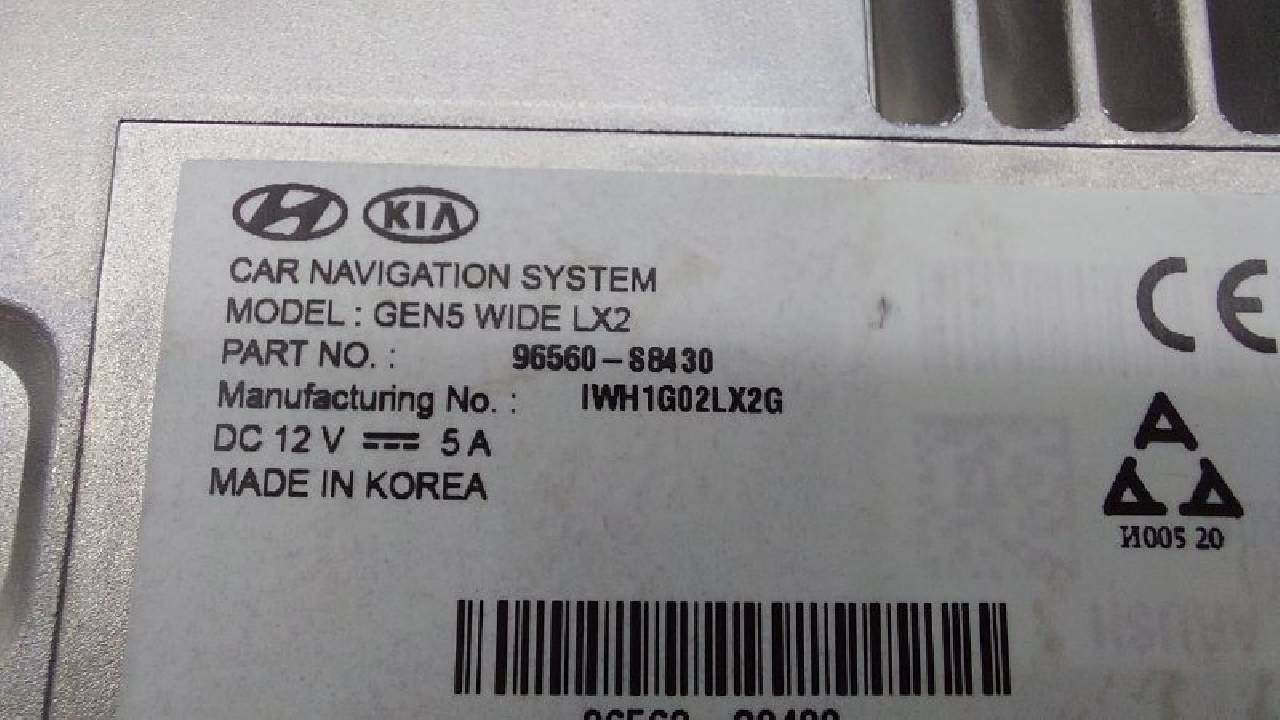 KIA
CAR NAVIGATION SYSTEM
MODEL : GEN5 WIDE LX2
PART NO. : 96560-S8430
Manufacturing No. : IWH1G02LX2G
DC 12 V ⎓ 5 A
MADE IN KOREA
CE
И005 20